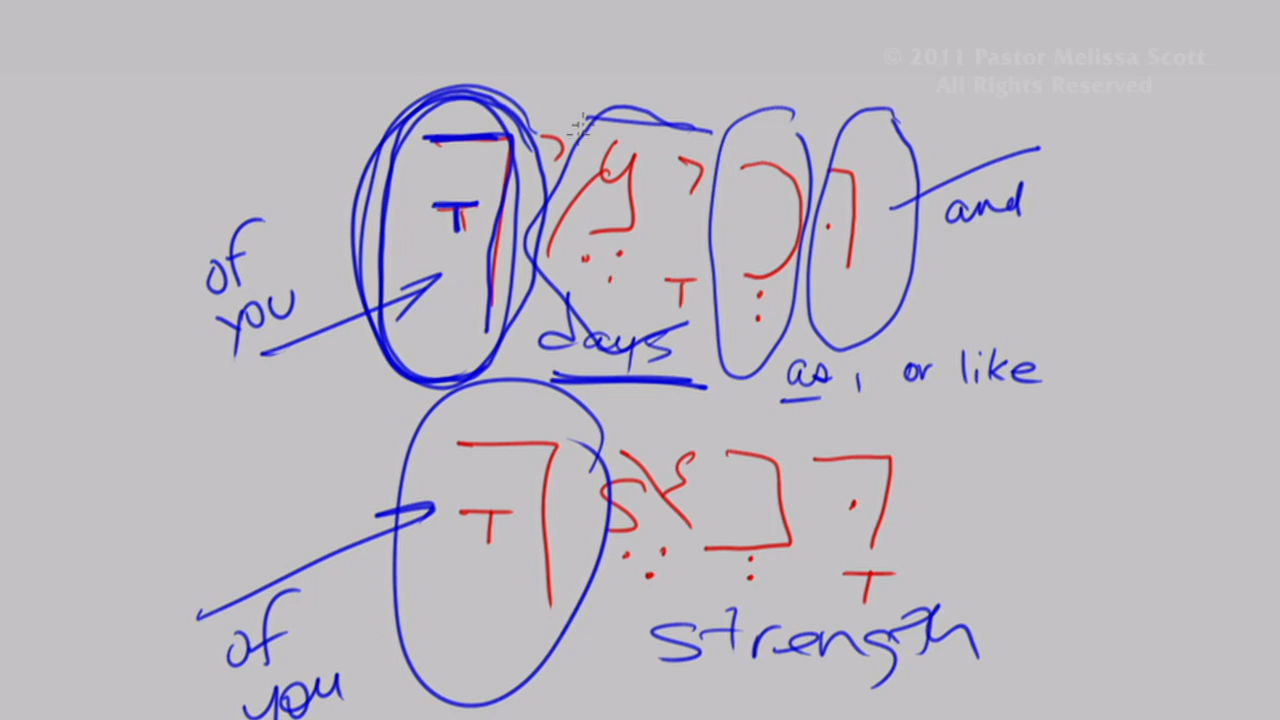 © 2011 Pastor Melissa Scott
All Rights Reserved
וּכְיָמֶיךָ
and
of
you
days
as, or like
דָּבְאֶךָ
strength
of
you